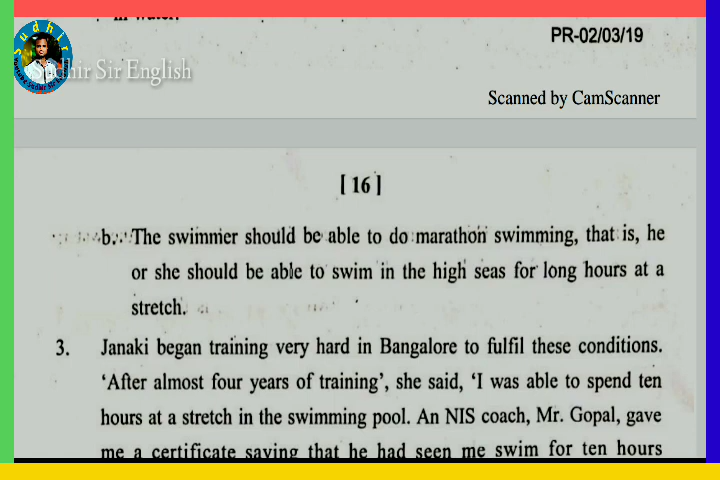 in water.
PR-02/03/19
Sudhir
Sudhir Sir English
Scanned by CamScanner
[ 16 ]
b. The swimmer should be able to do marathon swimming, that is, he
or she should be able to swim in the high seas for long hours at a
stretch.
3. Janaki began training very hard in Bangalore to fulfil these conditions.
‘After almost four years of training’, she said, ‘I was able to spend ten
hours at a stretch in the swimming pool. An NIS coach, Mr. Gopal, gave
me a certificate saying that he had seen me swim for ten hours